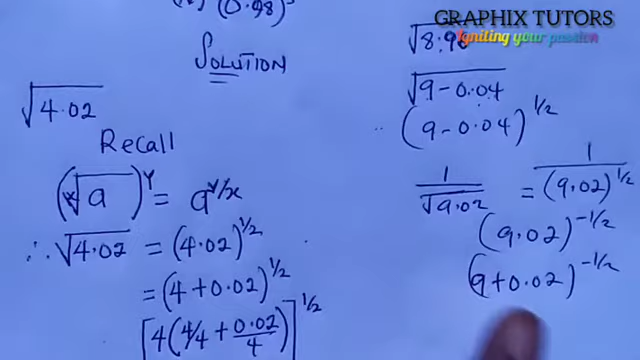 (0.98)
SOLUTION
√4.02
Recall
(ˣ√a)ʸ = a^(y/x)
∴ √4.02 = (4.02)^(1/2)
= (4 + 0.02)^(1/2)
[4(4/4 + 0.02/4)]^(1/2)
GRAPHIX TUTORS
Igniting your passion
√8.96
√9 - 0.04
(9 - 0.04)^(1/2)
1/√9.02 = 1/(9.02)^(1/2)
(9.02)^(-1/2)
(9 + 0.02)^(-1/2)